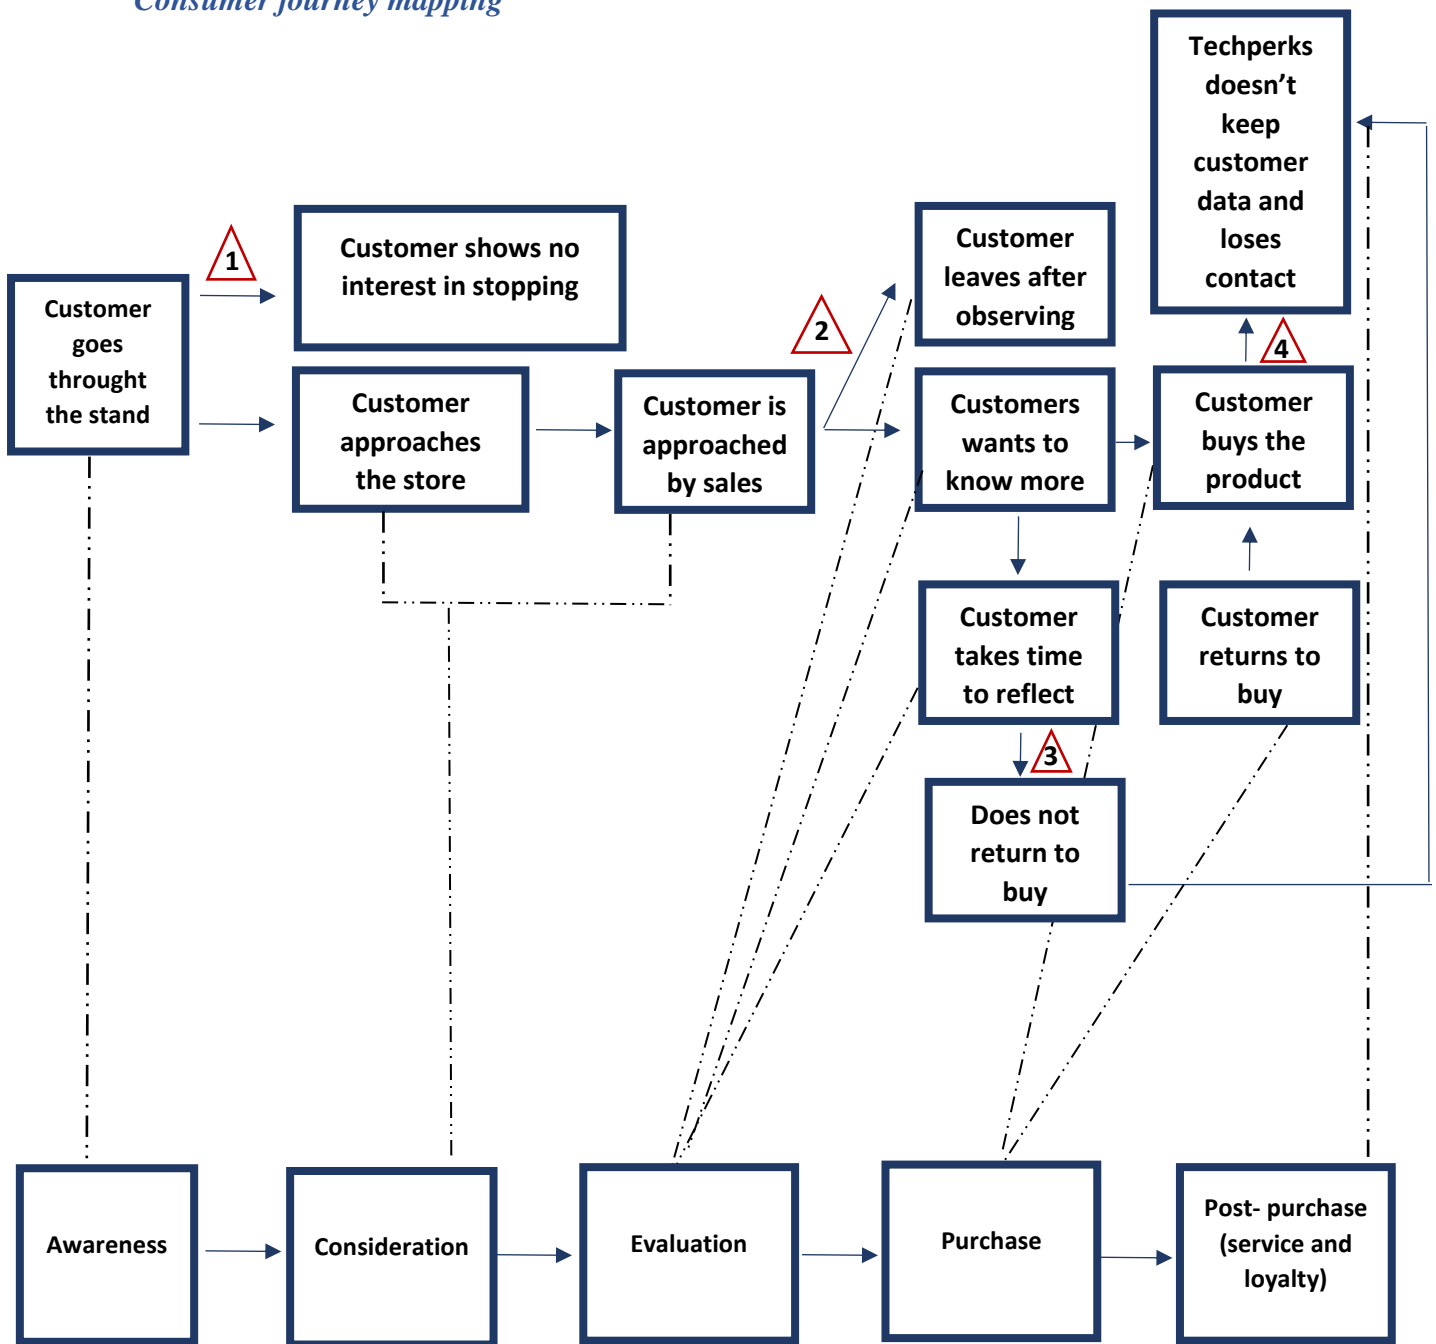 Consumer journey mapping
Techperks
doesn’t
keep
customer
data and
loses
contact
1
Customer shows no
interest in stopping
Customer
leaves after
observing
Customer
goes
throught
the stand
2
4
Customer
approaches
the store
Customer is
approached
by sales
Customers
wants to
know more
Customer
buys the
product
Customer
takes time
to reflect
Customer
returns to
buy
3
Does not
return to
buy
Awareness
Consideration
Evaluation
Purchase
Post- purchase
(service and
loyalty)